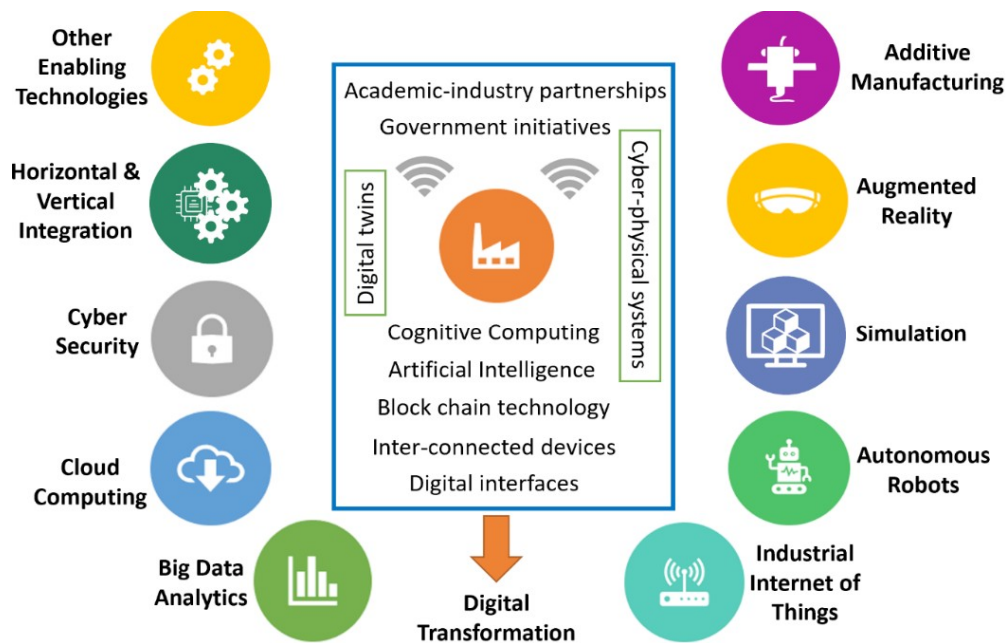 Other
Enabling
Technologies
Horizontal &
Vertical
Integration
Cyber
Security
Cloud
Computing
Big Data
Analytics
Academic-industry partnerships
Government initiatives
Digital twins
Cyber-physical systems
Cognitive Computing
Artificial Intelligence
Block chain technology
Inter-connected devices
Digital interfaces
Digital
Transformation
Additive
Manufacturing
Augmented
Reality
Simulation
Autonomous
Robots
Industrial
Internet of
Things